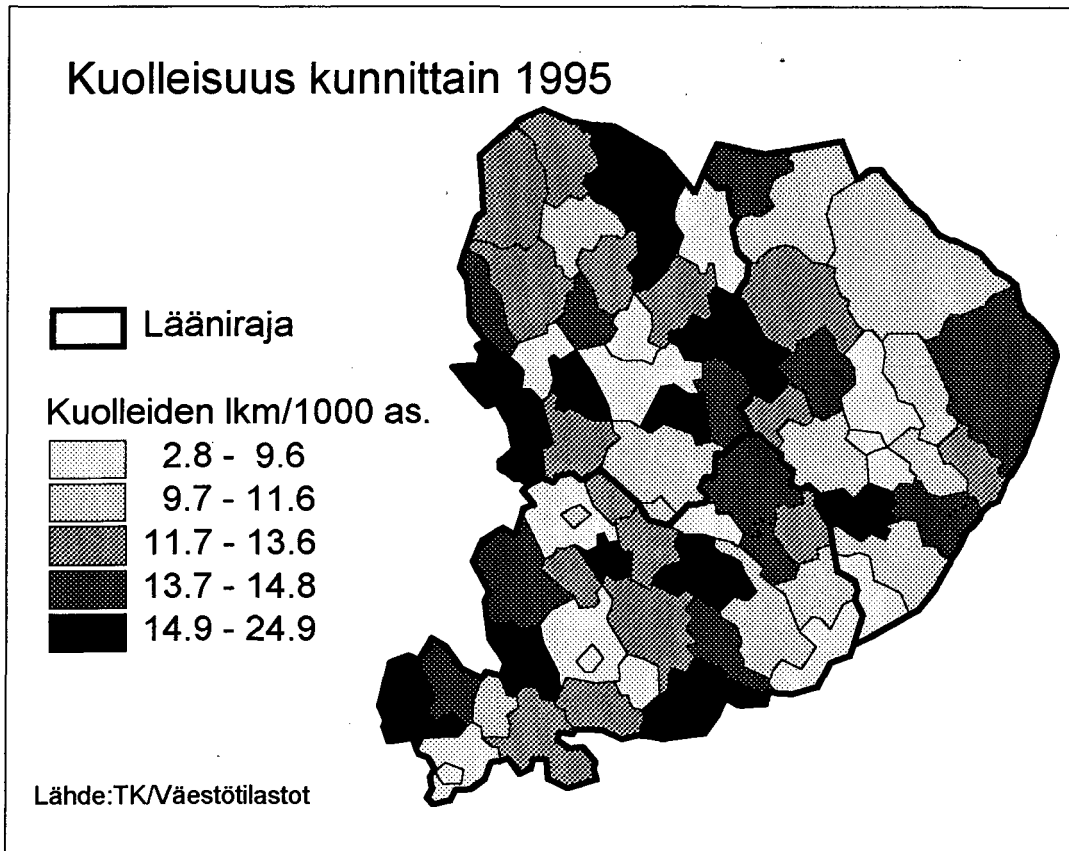 Kuolleisuus kunnittain 1995
Lääniraja
Kuolleiden lkm/1000 as.
2.8 - 9.6
9.7 - 11.6
11.7 - 13.6
13.7 - 14.8
14.9 - 24.9
Lähde:TK/Väestötilastot